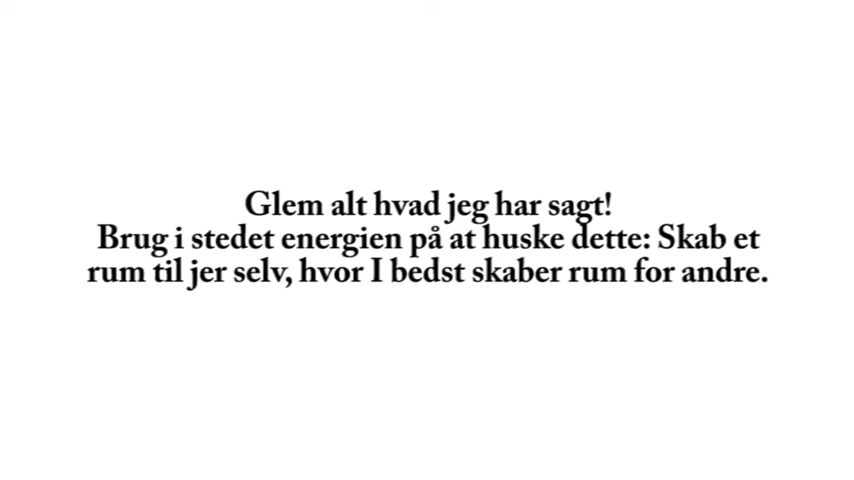 Glem alt hvad jeg har sagt!
Brug i stedet energien på at huske dette: Skab et
rum til jer selv, hvor I bedst skaber rum for andre.